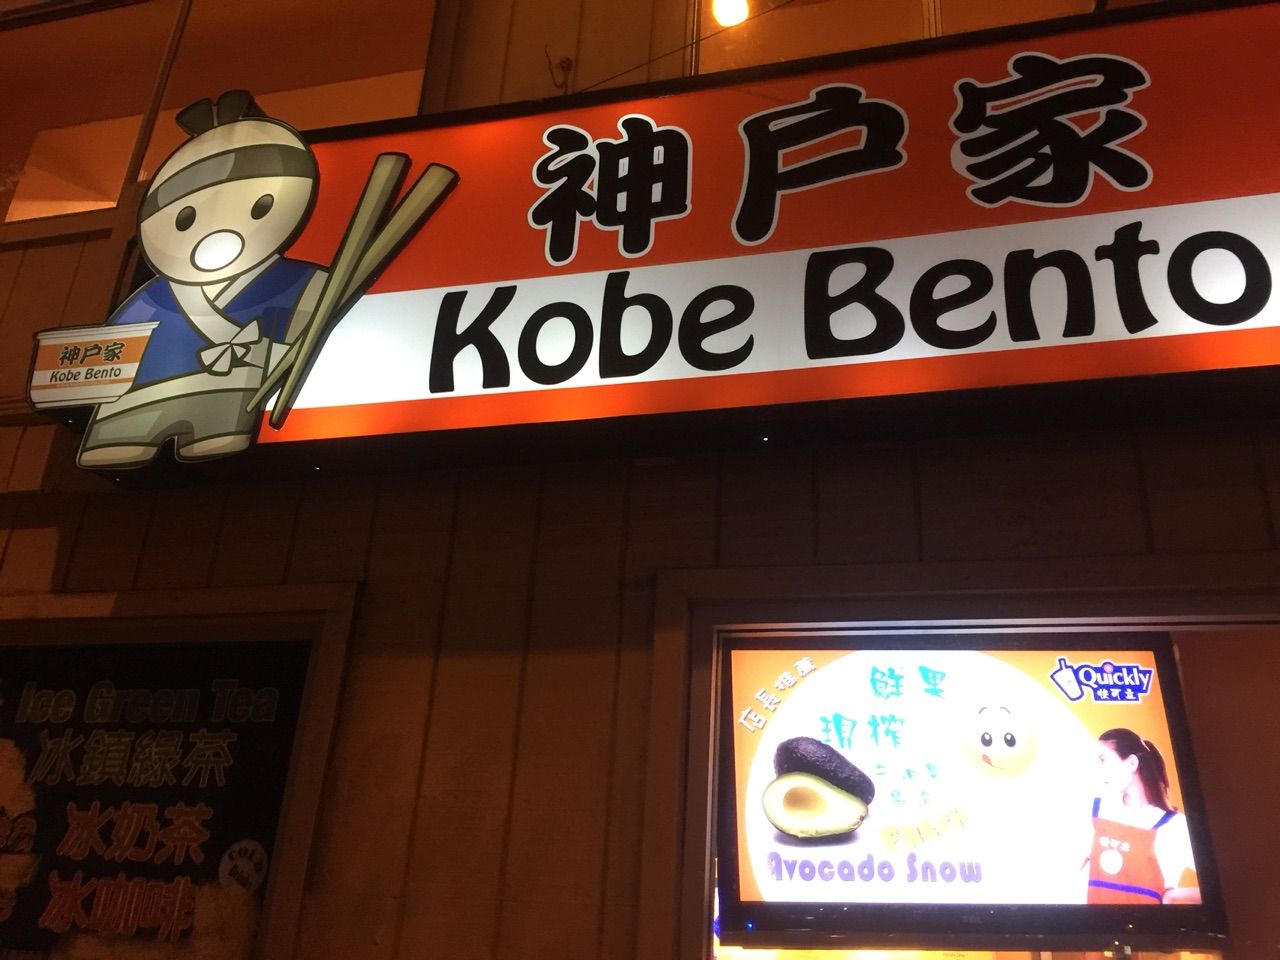 神户家
Kobe Bento
神户家
Kobe Bento
Ice Green Tea
冰鎮綠茶
冰奶茶
冰咖啡
店長推薦
鮮果
現榨
Quickly
快可立
Avocado Snow